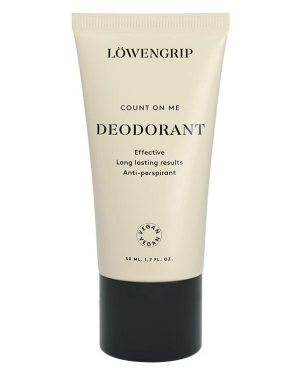 LÖWENGRIP
COUNT ON ME
DEODORANT
Effective
Long lasting results
Anti-perspirant
VEGAN
VEGAN
50 ML. 1,7 FL. OZ.